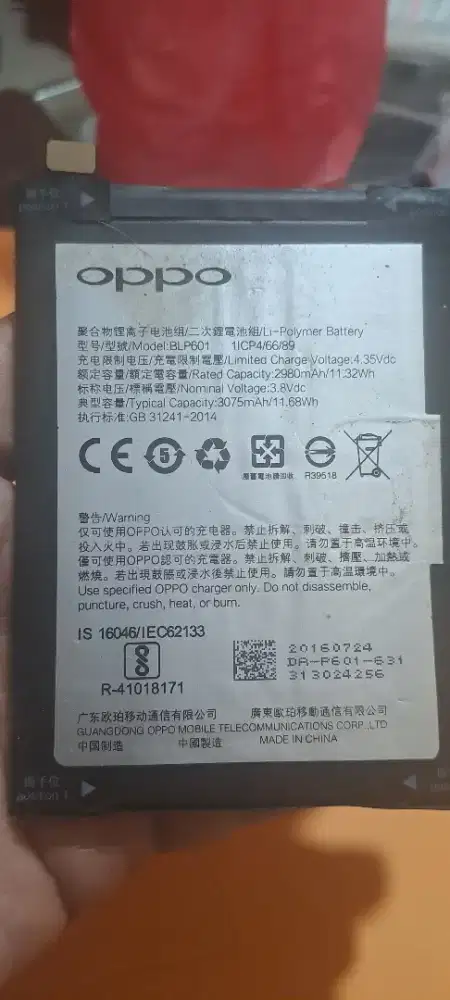 oppo
聚合物锂离子电池组/二次鋰電池組/Li-Polymer Battery
型号/型號/Model:BLP601 1ICP4/66/89
充电限制电压/充電限制電壓/Limited Charge Voltage:4.35Vdc
额定容量/額定電容量/Rated Capacity:2980mAh/11.32Wh
标称电压/標稱電壓/Nominal Voltage:3.8Vdc
典型容量/Typical Capacity:3075mAh/11.68Wh
执行标准:GB 31241-2014
CE 5
廢舊電池請回收 R39518
警告/Warning
仅可使用OPPO认可的充电器。禁止拆解、刺破、撞击、挤压或
投入火中。若出现鼓胀或浸水后禁止使用。请勿置于高温环境中。
僅可使用OPPO認可的充電器。禁止拆解、刺破、擠壓、加熱或
燃燒。若出現鼓脹或浸水後禁止使用。請勿置于高溫環境中。
Use specified OPPO charger only. Do not disassemble,
puncture, crush, heat, or burn.
IS 16046/IEC62133
R-41018171
20160724
DA-P601-631
313024256
广东欧珀移动通信有限公司 廣東歐珀移動通信有限公司
GUANGDONG OPPO MOBILE TELECOMMUNICATIONS CORP.,LTD
中国制造 中國製造 MADE IN CHINA